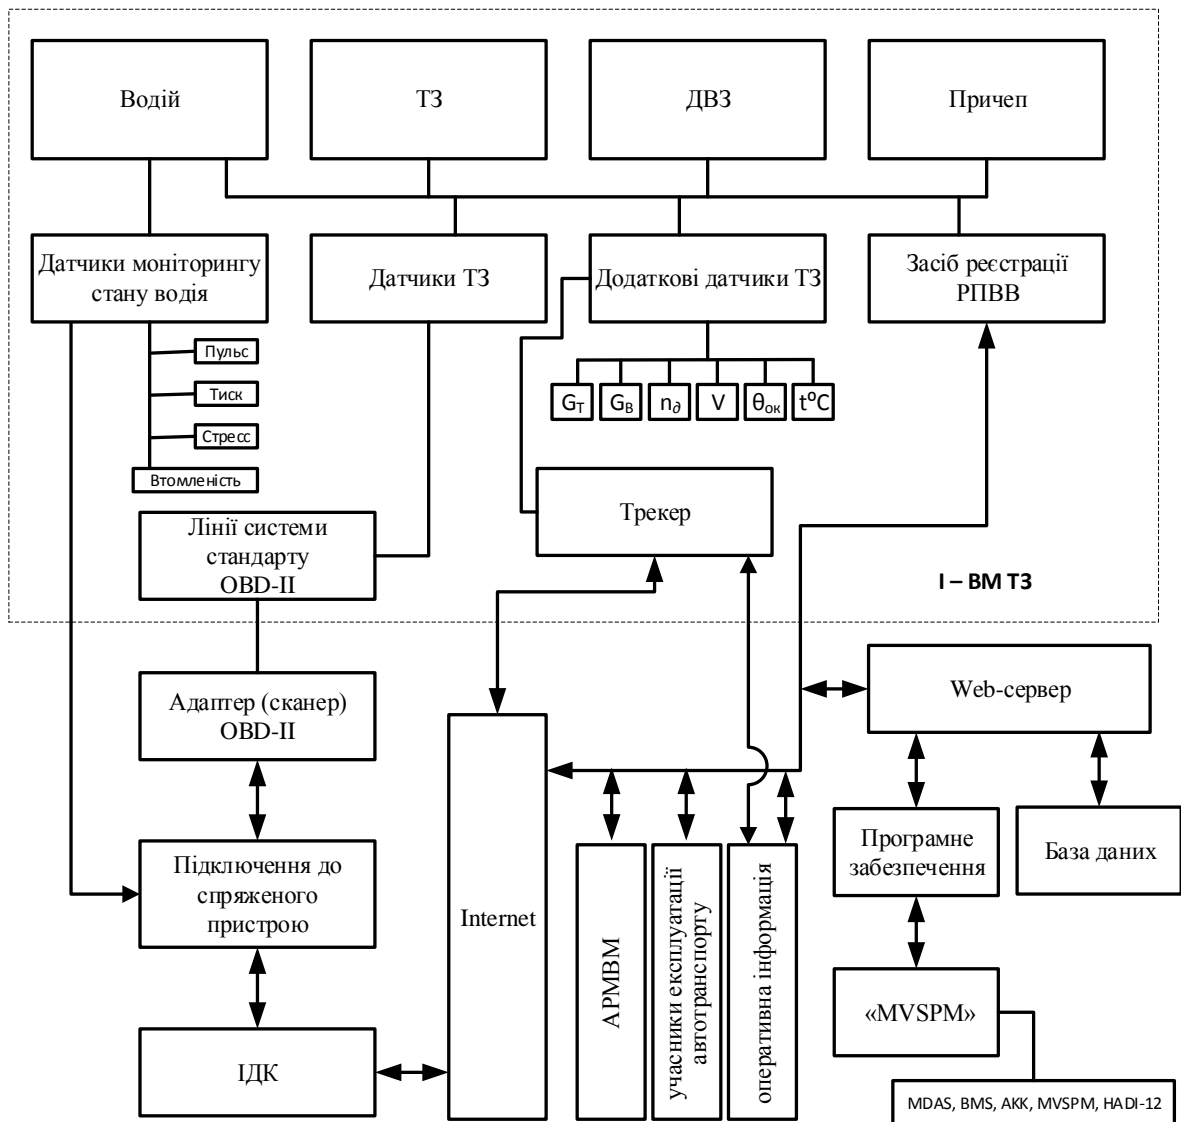 Водій
ТЗ
ДВЗ
Причеп
Датчики моніторингу
стану водія
Датчики ТЗ
Додаткові датчики ТЗ
Засіб реєстрації
РПВВ
Пульс
Тиск
Стресс
Втомленість
Gт
Gв
n∂
V
θок
t⁰C
Трекер
Лінії системи
стандарту
OBD-II
I – ВМ ТЗ
Адаптер (сканер)
OBD-II
Web-сервер
Підключення до
спряженого
пристрою
Internet
АРМВМ
учасники експлуатації
автотранспорту
оперативна інформація
Програмне
забезпечення
База даних
ІДК
«MVSPM»
MDAS, BMS, AKK, MVSPM, HADI-12